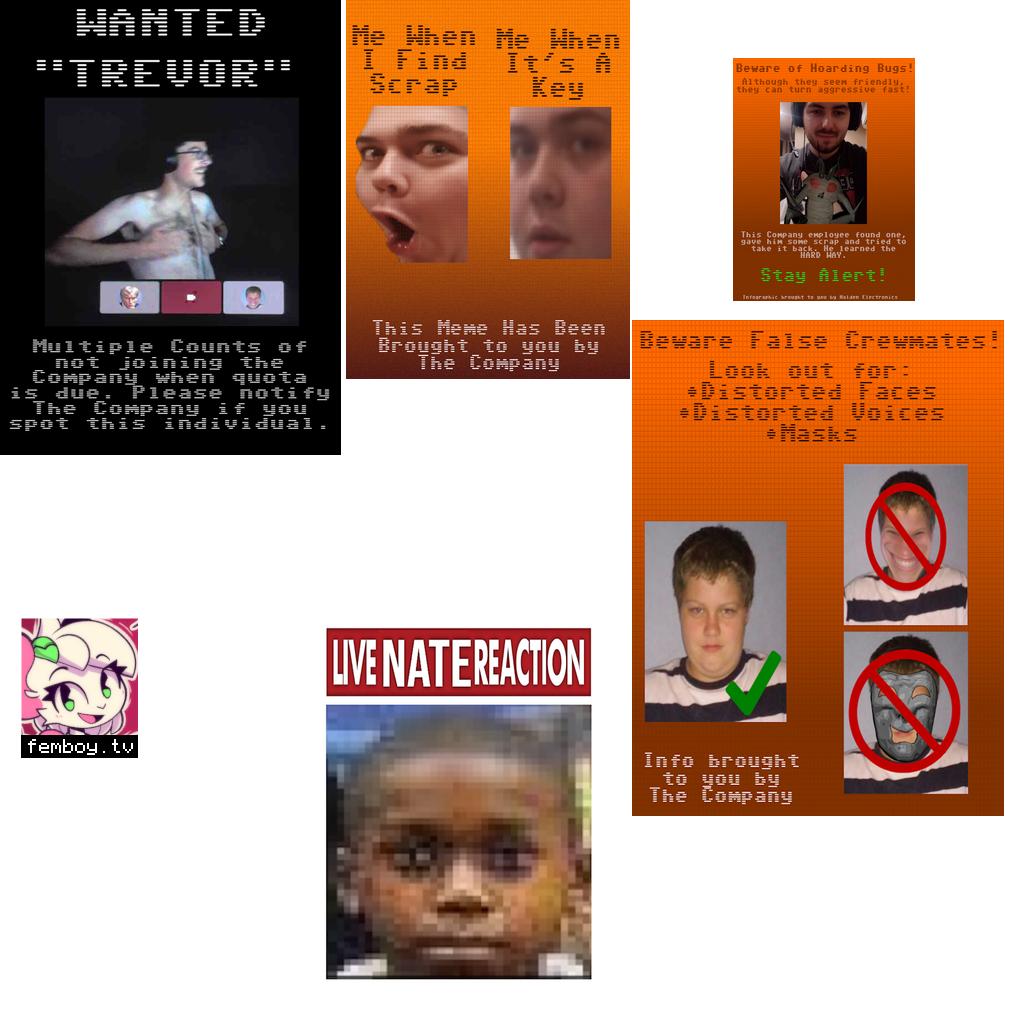 WANTED
"TREVOR"
Multiple Counts of
not joining the
Company when quota
is due. Please notify
The Company if you
spot this individual.
Me When
I Find
Scrap
Me When
It's A
Key
This Meme Has Been
Brought to you by
The Company
Beware of Hoarding Bugs!
Although they seem friendly,
they can turn aggressive fast!
This Company employee found one,
gave him some scrap and tried to
take it back. He learned the
HARD WAY.
Stay Alert!
Infographic brought to you by Halden Electronics
Beware False Crewmates!
Look out for:
*Distorted Faces
*Distorted Voices
*Masks
Info brought
to you by
The Company
femboy.tv
LIVE NATE REACTION